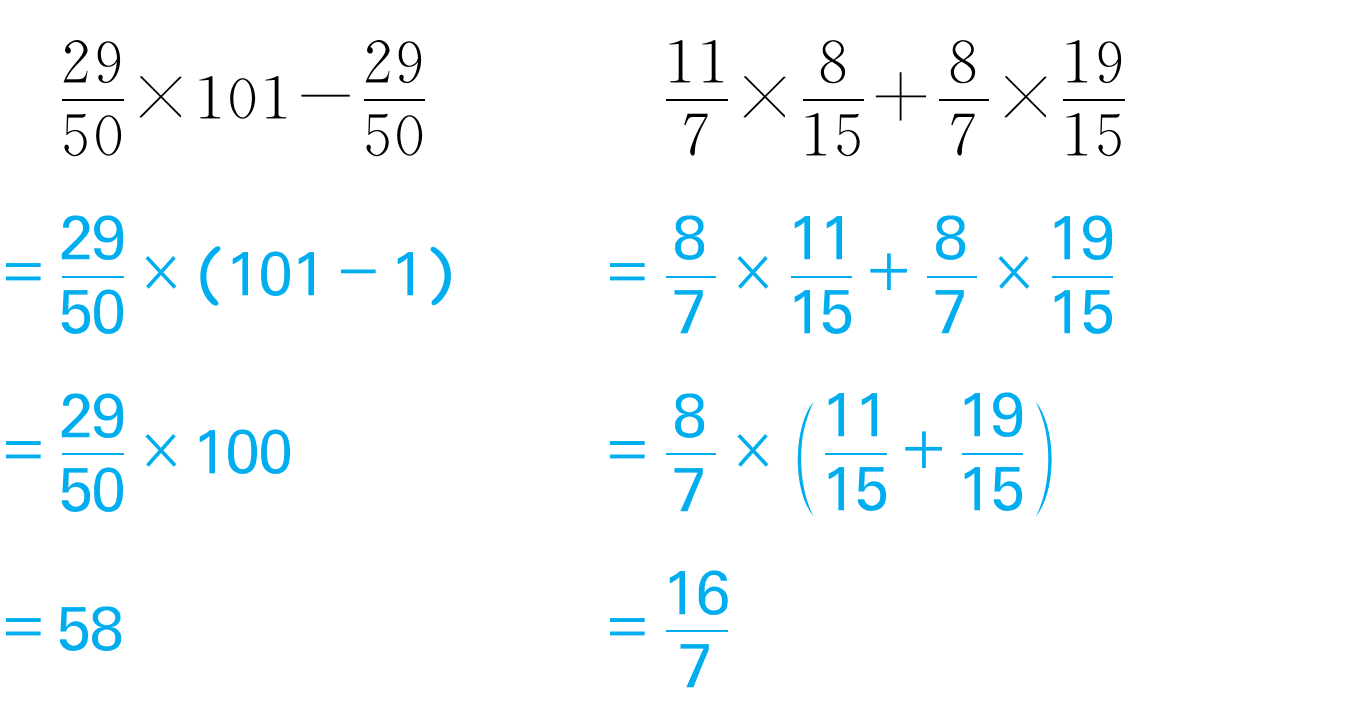 29/50 × 101 − 29/50
= 29/50 × (101 − 1)
= 29/50 × 100
= 58
11/7 × 8/15 + 8/7 × 19/15
= 8/7 × 11/15 + 8/7 × 19/15
= 8/7 × (11/15 + 19/15)
= 16/7